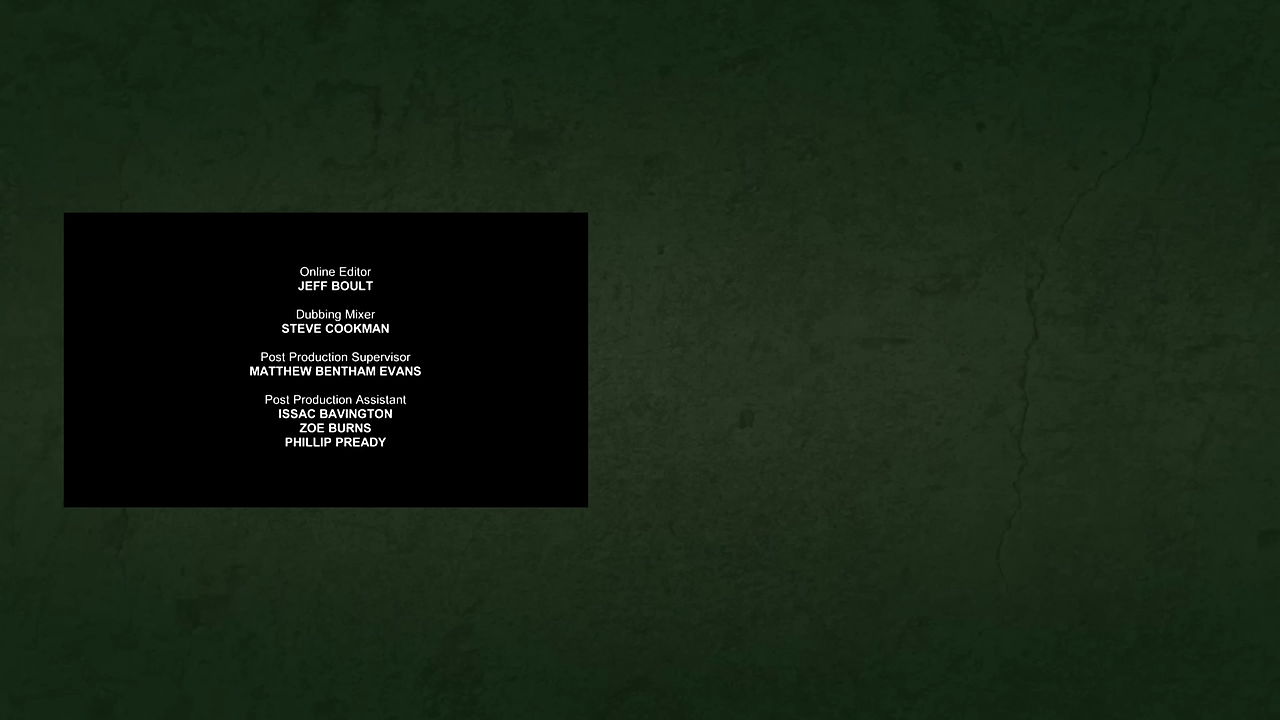 Online Editor
JEFF BOULT
Dubbing Mixer
STEVE COOKMAN
Post Production Supervisor
MATTHEW BENTHAM EVANS
Post Production Assistant
ISSAC BAVINGTON
ZOE BURNS
PHILLIP PREADY